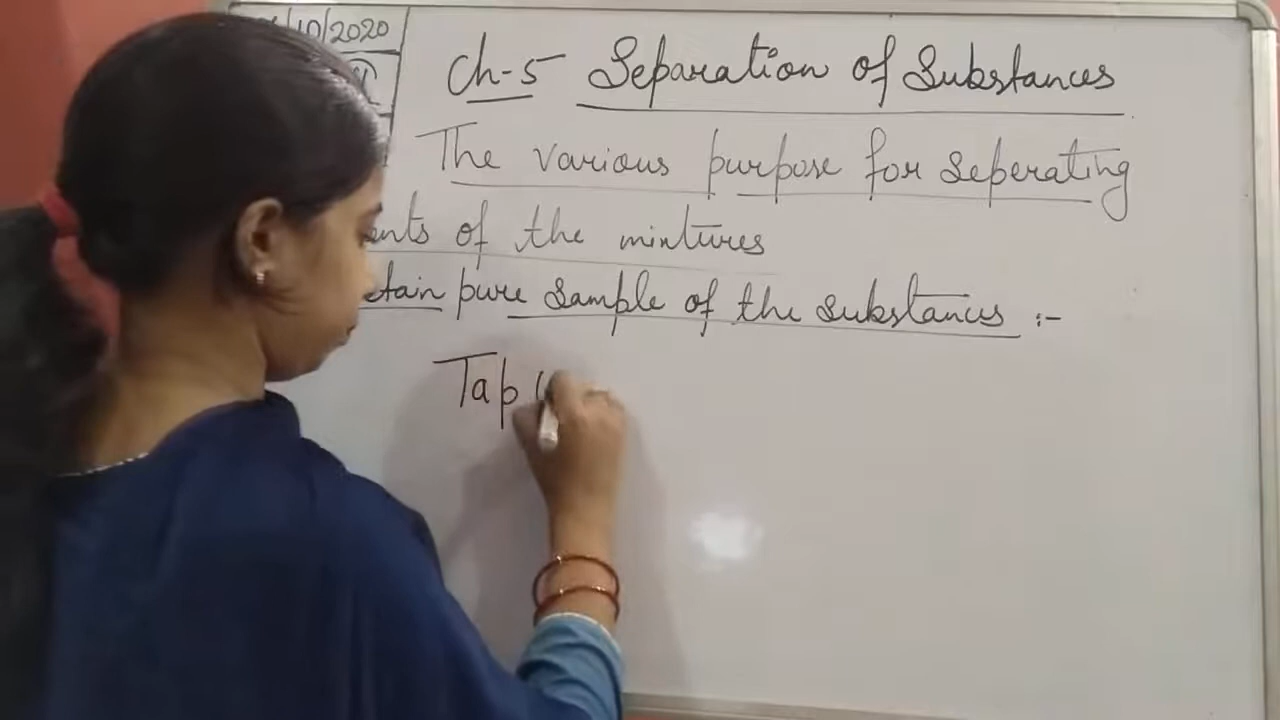 /10/2020
Ch-5 Separation of Substances
The various purpose for seperating
ents of the mixtures
tain pure sample of the substances :-
Tap